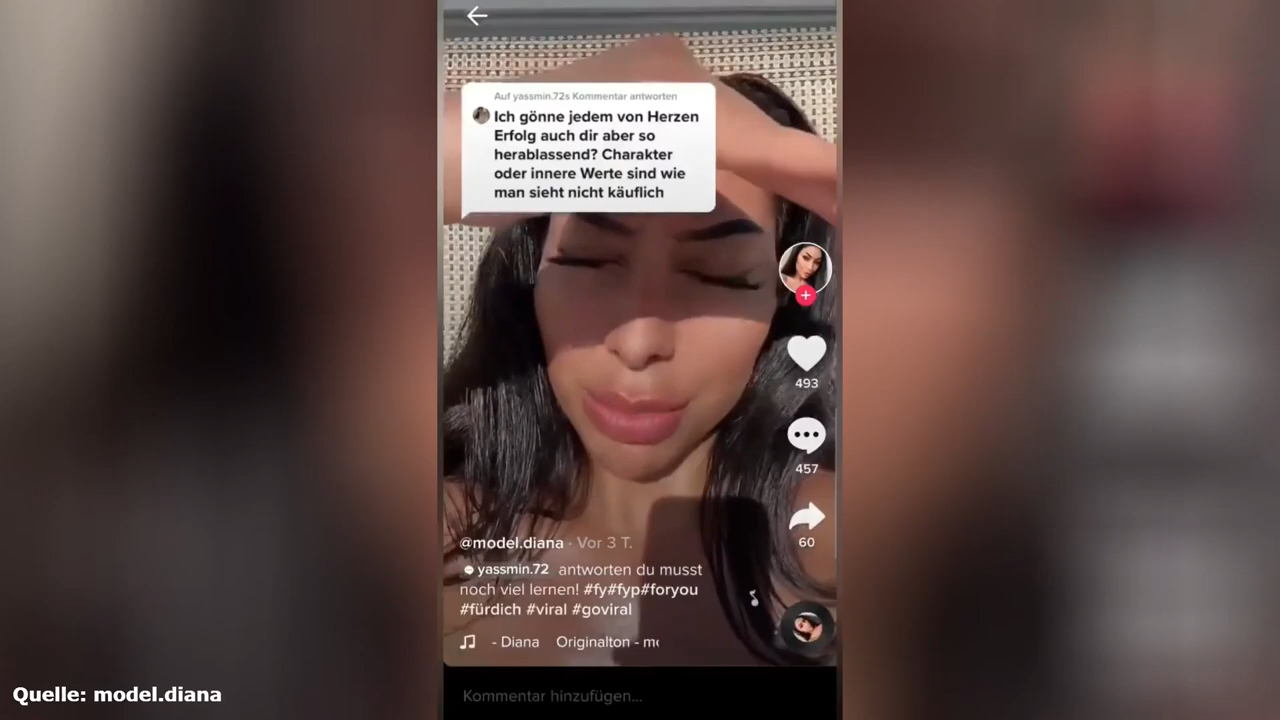 Auf yassmin.72s Kommentar antworten
Ich gönne jedem von Herzen
Erfolg auch dir aber so
herablassend? Charakter
oder innere Werte sind wie
man sieht nicht käuflich
493
457
60
@model.diana · Vor 3 T.
yassmin.72 antworten du musst
noch viel lernen! #fy#fyp#foryou
#fürdich #viral #goviral
- Diana Originalton - mo
Kommentar hinzufügen...
Quelle: model.diana